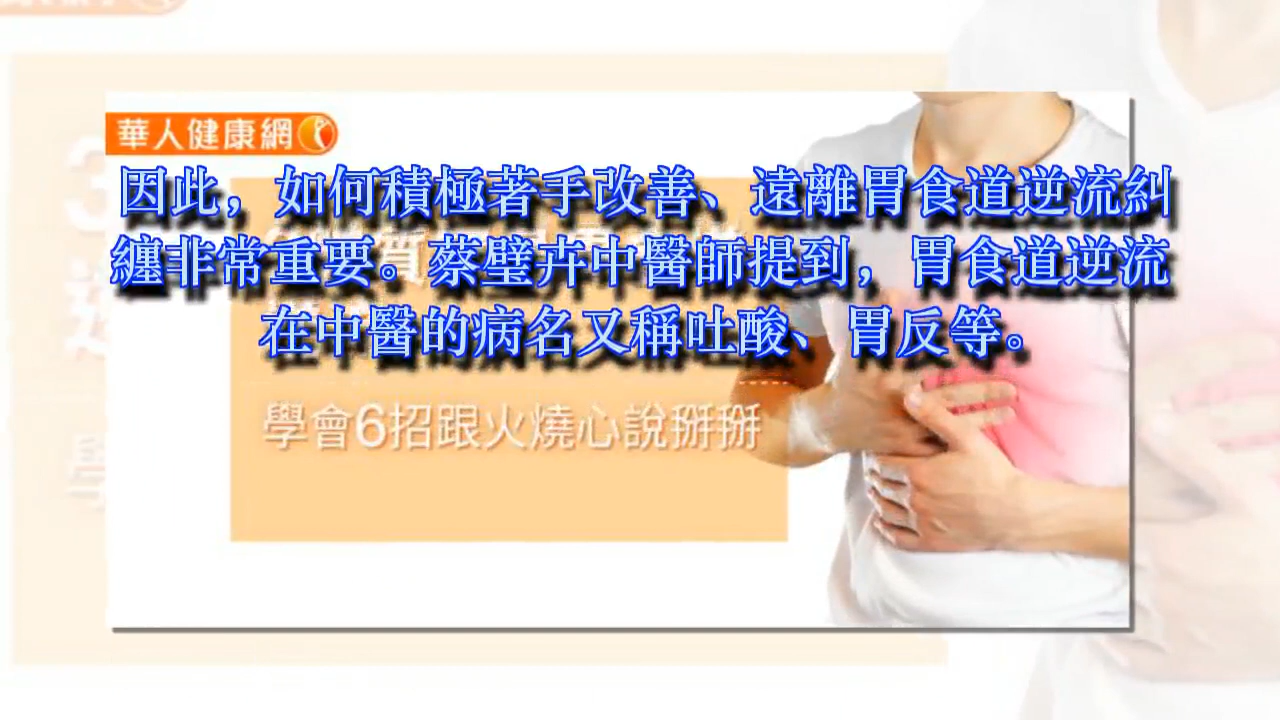 華人健康網
因此，如何積極著手改善、遠離胃食道逆流糾
纏非常重要。蔡璧卉中醫師提到，胃食道逆流
在中醫的病名又稱吐酸、胃反等。
學會6招跟火燒心說掰掰